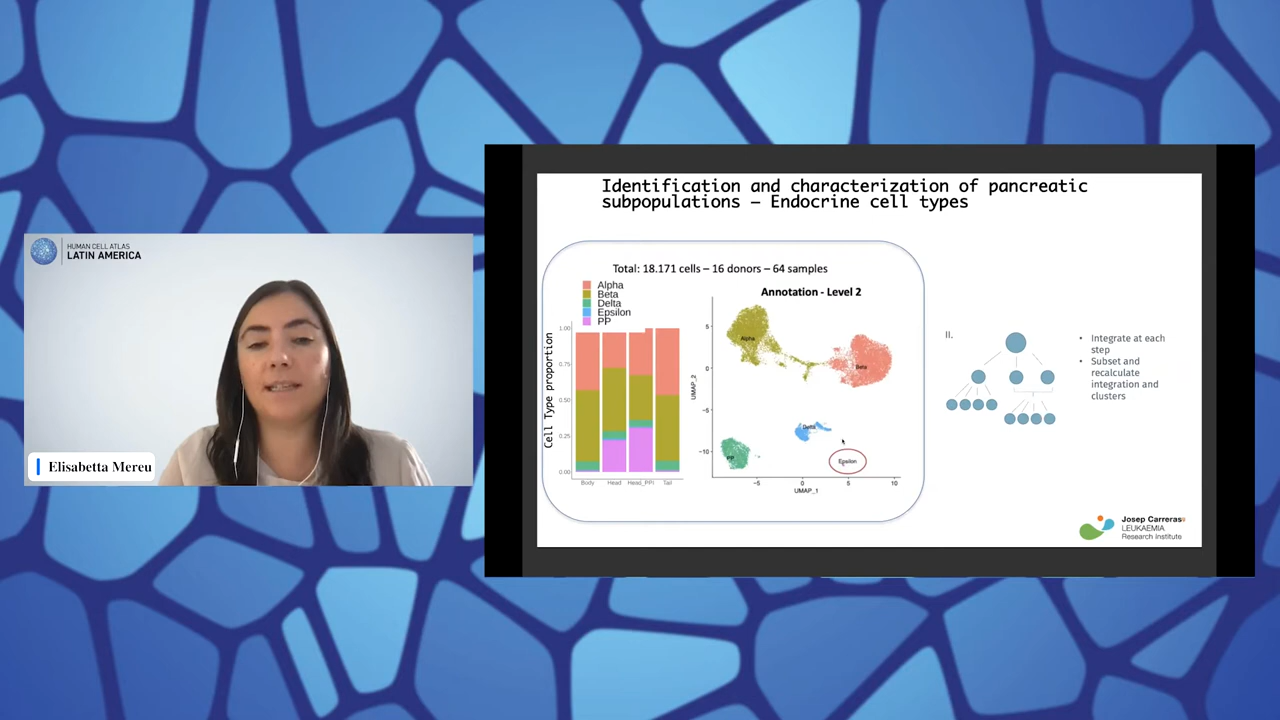 HUMAN CELL ATLAS
LATIN AMERICA
Elisabetta Mereu
Identification and characterization of pancreatic
subpopulations – Endocrine cell types
Total: 18.171 cells – 16 donors – 64 samples
Alpha
Beta
Delta
Epsilon
PP
Cell Type proportion
1.00
0.75
0.50
0.25
0.00
Body
Head
Head_PPI
Tail
Annotation - Level 2
UMAP_2
5
0
−5
−10
Alpha
Beta
Delta
PP
Epsilon
−5
0
5
10
UMAP_1
II.
• Integrate at each
step
• Subset and
recalculate
integration and
clusters
Josep Carreras
LEUKAEMIA
Research Institute